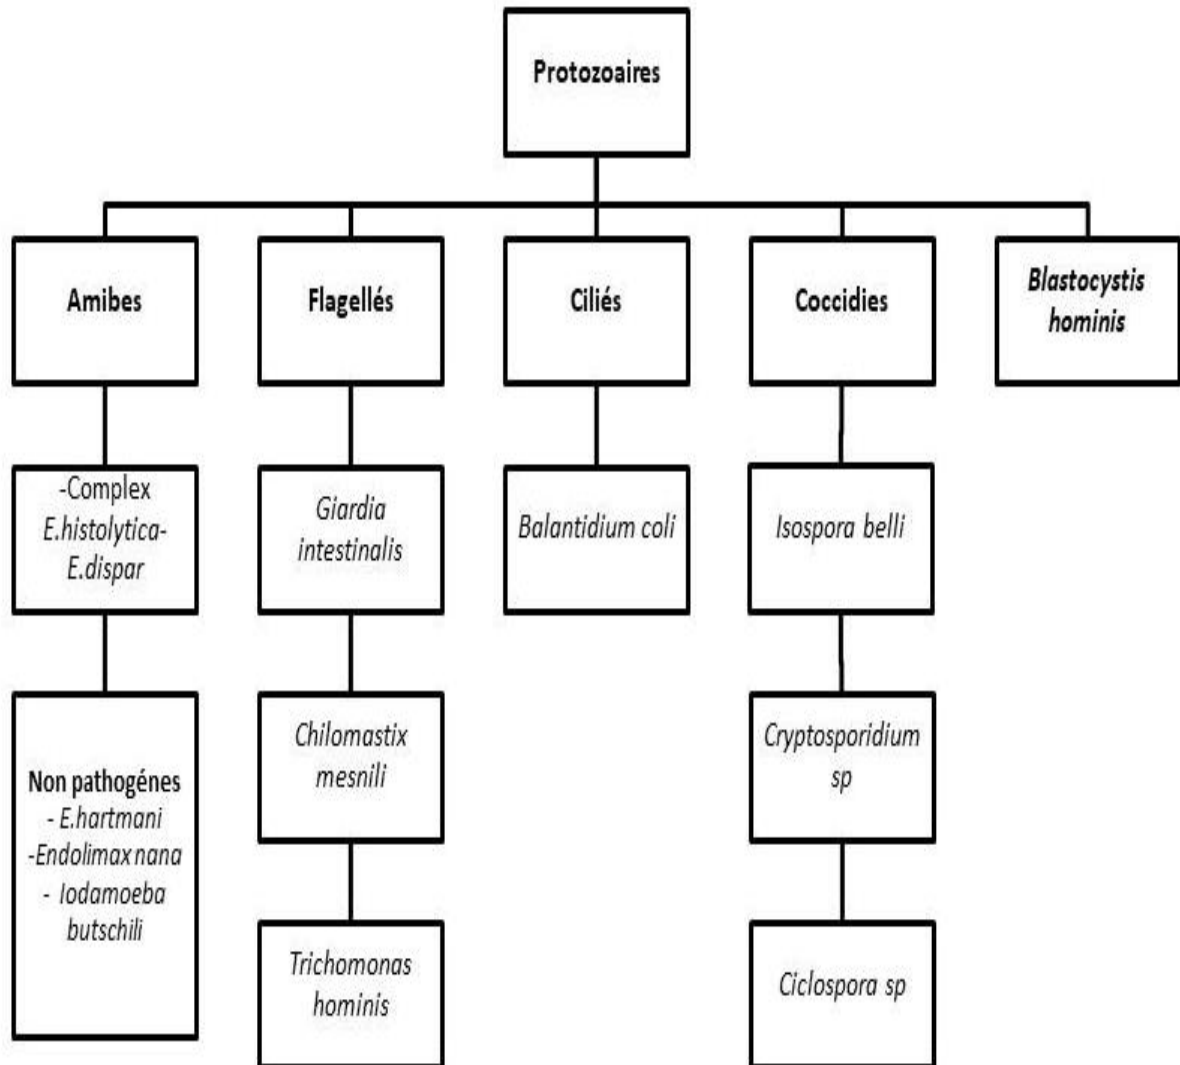 Protozoaires
Amibes
Flagellés
Ciliés
Coccidies
Blastocystis
hominis
-Complex
E.histolytica-
E.dispar
Giardia
intestinalis
Balantidium coli
Isospora belli
Non pathogénes
- E.hartmani
-Endolimax nana
- Iodamoeba
butschili
Chilomastix
mesnili
Cryptosporidium
sp
Trichomonas
hominis
Ciclospora sp